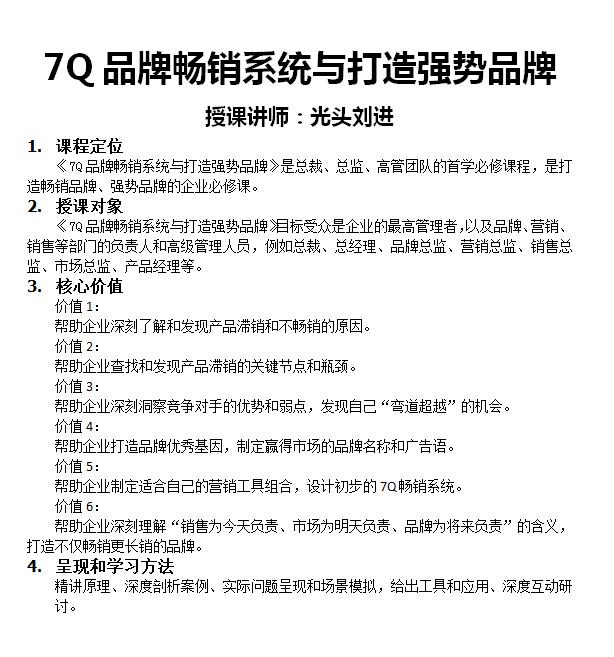 7Q品牌畅销系统与打造强势品牌
授课讲师：光头刘进
1. 课程定位
《7Q品牌畅销系统与打造强势品牌》是总裁、总监、高管团队的首学必修课程，是打
造畅销品牌、强势品牌的企业必修课。
2. 授课对象
《7Q品牌畅销系统与打造强势品牌》目标受众是企业的最高管理者，以及品牌、营销、
销售等部门的负责人和高级管理人员，例如总裁、总经理、品牌总监、营销总监、销售总
监、市场总监、产品经理等。
3. 核心价值
价值1：
帮助企业深刻了解和发现产品滞销和不畅销的原因。
价值2：
帮助企业查找和发现产品滞销的关键节点和瓶颈。
价值3：
帮助企业深刻洞察竞争对手的优势和弱点，发现自己“弯道超越”的机会。
价值4：
帮助企业打造品牌优秀基因，制定赢得市场的品牌名称和广告语。
价值5：
帮助企业制定适合自己的营销工具组合，设计初步的7Q畅销系统。
价值6：
帮助企业深刻理解“销售为今天负责、市场为明天负责、品牌为将来负责”的含义，
打造不仅畅销更长销的品牌。
4. 呈现和学习方法
精讲原理、深度剖析案例、实际问题呈现和场景模拟，给出工具和应用、深度互动研
讨。